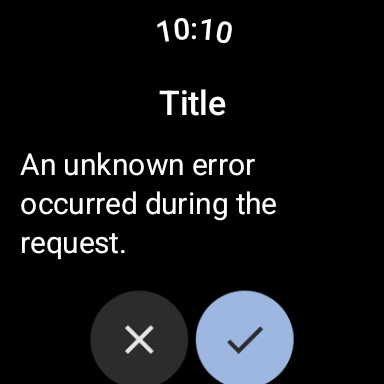 10:10
Title
An unknown error
occurred during the
request.